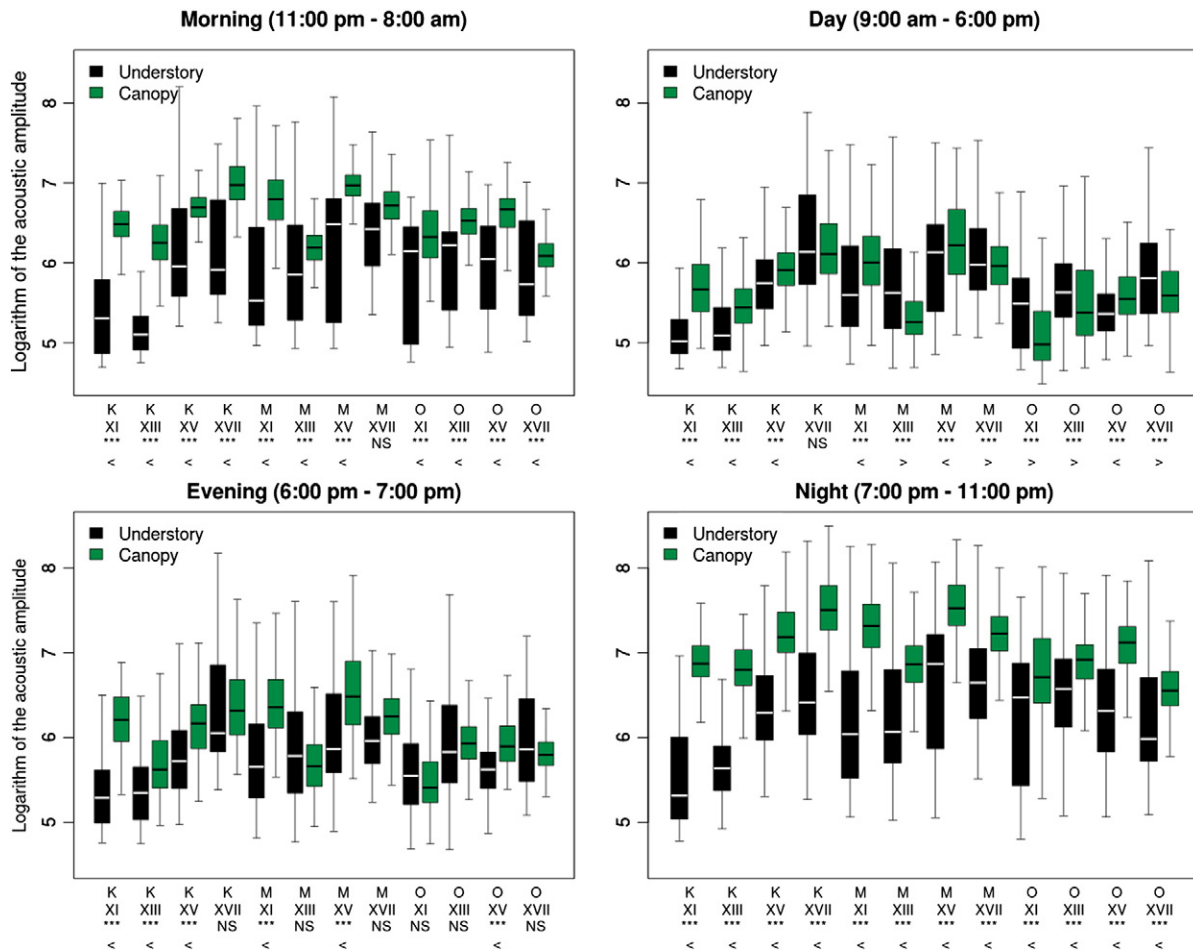 Morning (11:00 pm - 8:00 am)
Understory
Canopy
Logarithm of the acoustic amplitude
8
7
6
5
K K K K M M M M O O O O
XI XIII XV XVII XI XIII XV XVII XI XIII XV XVII
*** *** *** *** *** *** *** NS *** *** *** ***
< < < < < < < < < < <
Day (9:00 am - 6:00 pm)
Understory
Canopy
8
7
6
5
K K K K M M M M O O O O
XI XIII XV XVII XI XIII XV XVII XI XIII XV XVII
*** *** *** NS *** *** *** *** *** *** *** ***
< < < < > < > > > < >
Evening (6:00 pm - 7:00 pm)
Understory
Canopy
Logarithm of the acoustic amplitude
8
7
6
5
K K K K M M M M O O O O
XI XIII XV XVII XI XIII XV XVII XI XIII XV XVII
*** *** *** NS *** NS *** NS NS NS *** NS
< < < < < <
Night (7:00 pm - 11:00 pm)
Understory
Canopy
8
7
6
5
K K K K M M M M O O O O
XI XIII XV XVII XI XIII XV XVII XI XIII XV XVII
*** *** *** *** *** *** *** *** *** *** *** ***
< < < < < < < < < < < <